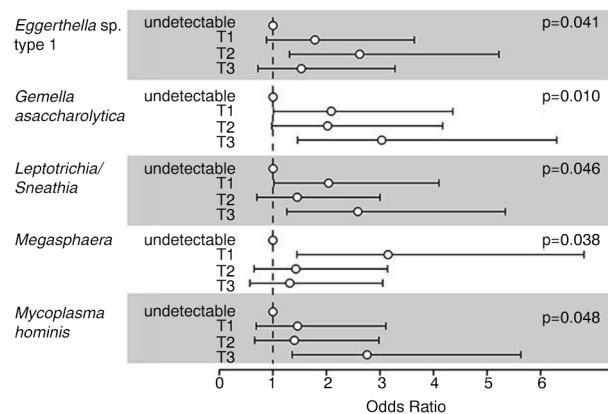 Eggerthella sp. type 1
undetectable
T1
T2
T3
p=0.041
Gemella asaccharolytica
undetectable
T1
T2
T3
p=0.010
Leptotrichia/ Sneathia
undetectable
T1
T2
T3
p=0.046
Megasphaera
undetectable
T1
T2
T3
p=0.038
Mycoplasma hominis
undetectable
T1
T2
T3
p=0.048
0 1 2 3 4 5 6
Odds Ratio